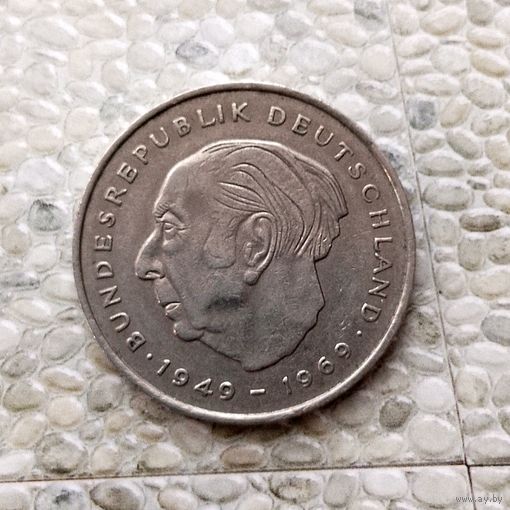 · BUNDESREPUBLIK DEUTSCHLAND ·
1949 – 1969
www.ay.by